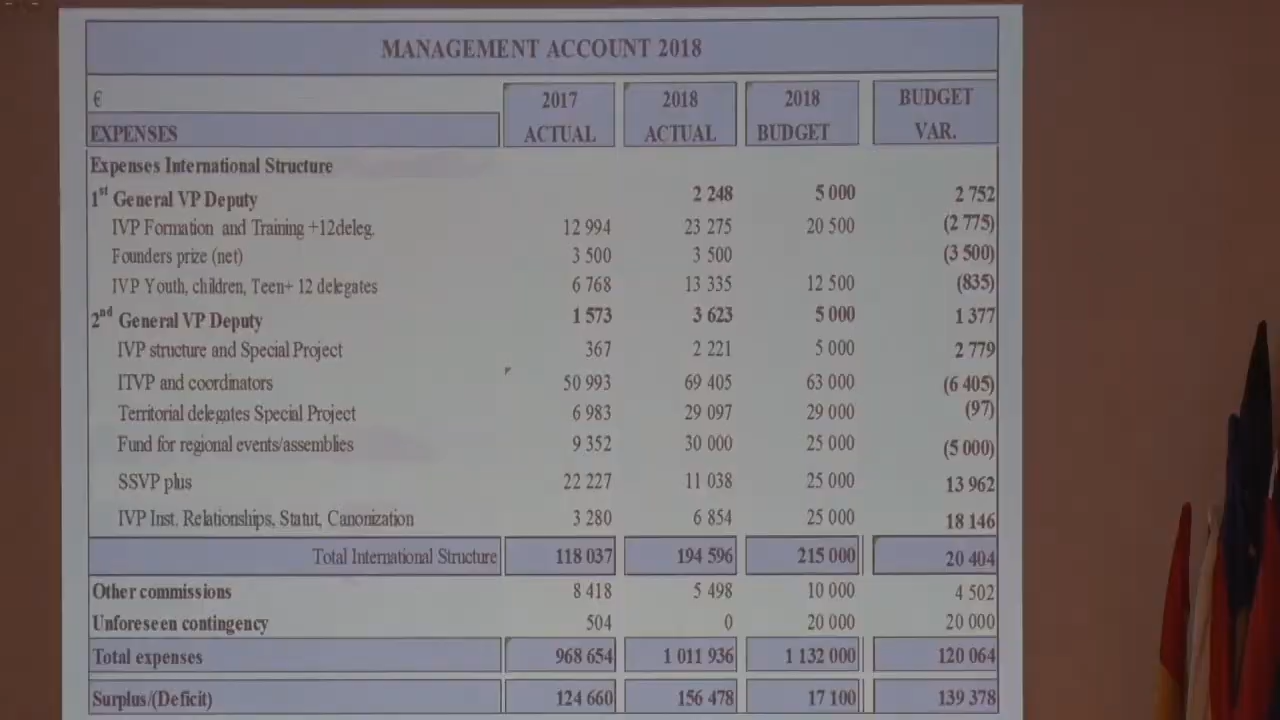 MANAGEMENT ACCOUNT 2018
€ 2017 2018 2018 BUDGET
EXPENSES ACTUAL ACTUAL BUDGET VAR.
Expenses International Structure
1st General VP Deputy 2 248 5 000 2 752
IVP Formation and Training +12deleg. 12 994 23 275 20 500 (2 775)
Founders prize (net) 3 500 3 500 (3 500)
IVP Youth, children, Teen+ 12 delegates 6 768 13 335 12 500 (835)
2nd General VP Deputy 1 573 3 623 5 000 1 377
IVP structure and Special Project 367 2 221 5 000 2 779
ITVP and coordinators 50 993 69 405 63 000 (6 405)
Territorial delegates Special Project 6 983 29 097 29 000 (97)
Fund for regional events/assemblies 9 352 30 000 25 000 (5 000)
SSVP plus 22 227 11 038 25 000 13 962
IVP Inst. Relationships, Statut, Canonization 3 280 6 854 25 000 18 146
Total International Structure 118 037 194 596 215 000 20 404
Other commissions 8 418 5 498 10 000 4 502
Unforeseen contingency 504 0 20 000 20 000
Total expenses 968 654 1 011 936 1 132 000 120 064
Surplus/(Deficit) 124 660 156 478 17 100 139 378